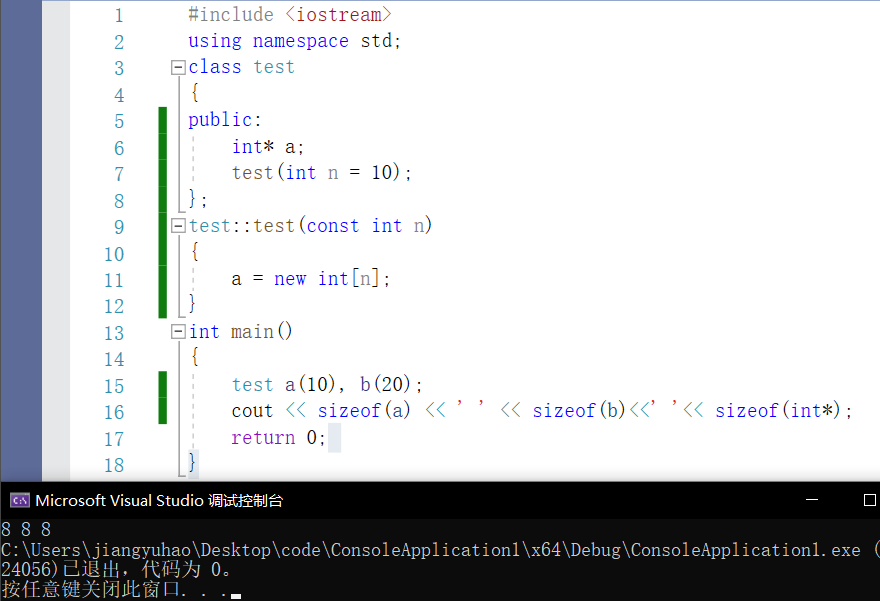 1 #include <iostream>
2 using namespace std;
3 class test
4 {
5 public:
6 int* a;
7 test(int n = 10);
8 };
9 test::test(const int n)
10 {
11 a = new int[n];
12 }
13 int main()
14 {
15 test a(10), b(20);
16 cout << sizeof(a) << ' ' << sizeof(b)<<' '<< sizeof(int*);
17 return 0;
18 }
C:\ Microsoft Visual Studio 调试控制台
8 8 8
C:\Users\jiangyuhao\Desktop\code\ConsoleApplication1\x64\Debug\ConsoleApplication1.exe (
24056)已退出，代码为 0。
按任意键关闭此窗口. . .